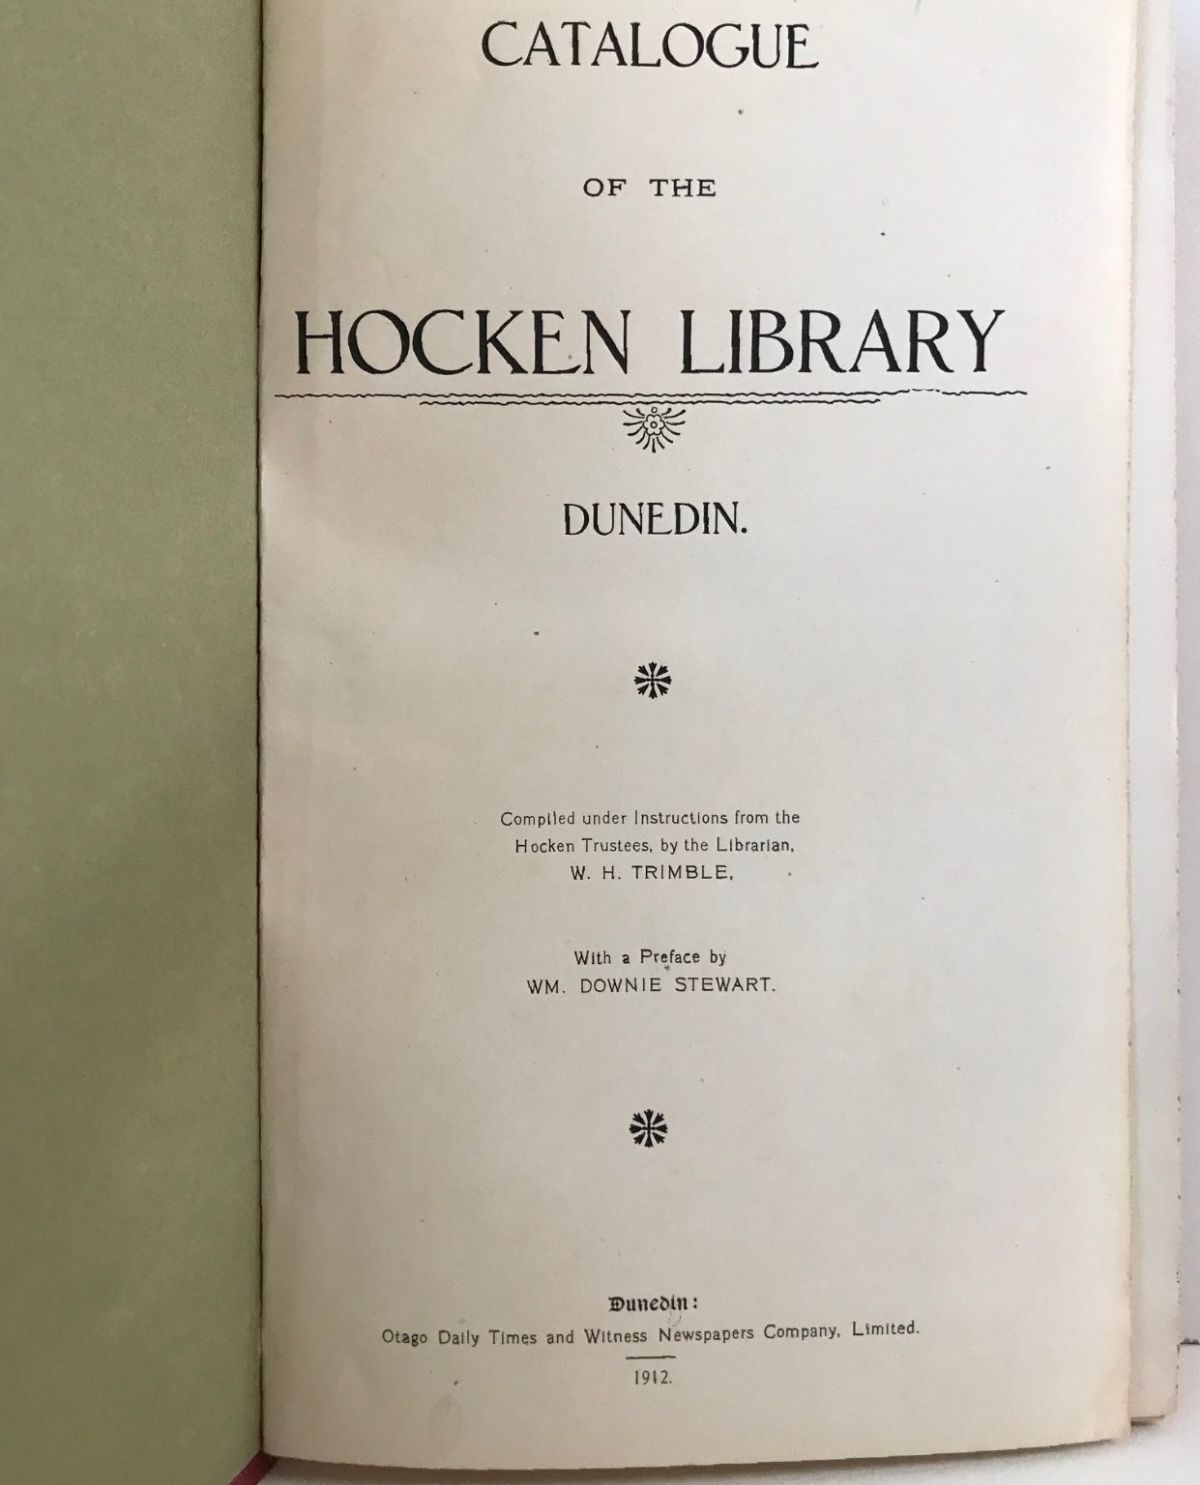 CATALOGUE
OF THE
HOCKEN LIBRARY
DUNEDIN.
Compiled under Instructions from the
Hocken Trustees, by the Librarian,
W. H. TRIMBLE,
With a Preface by
WM. DOWNIE STEWART.
Dunedin:
Otago Daily Times and Witness Newspapers Company, Limited.
1912.